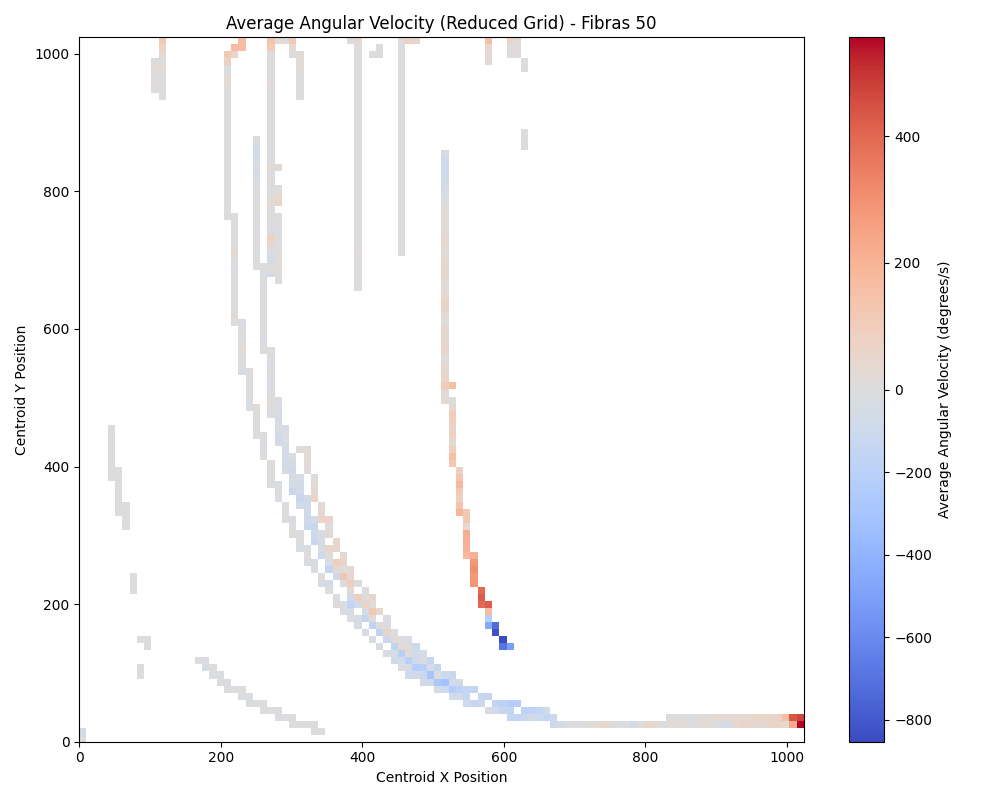 Average Angular Velocity (Reduced Grid) - Fibras 50
1000
800
600
400
200
0
Centroid Y Position
0 200 400 600 800 1000
Centroid X Position
400
200
0
−200
−400
−600
−800
Average Angular Velocity (degrees/s)